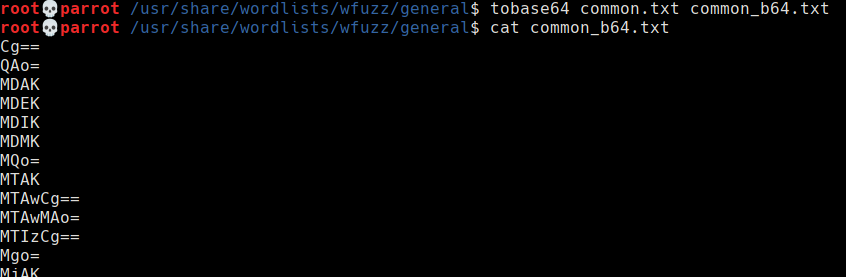 root💀parrot /usr/share/wordlists/wfuzz/general$ tobase64 common.txt common_b64.txt
root💀parrot /usr/share/wordlists/wfuzz/general$ cat common_b64.txt
Cg==
QAo=
MDAK
MDEK
MDIK
MDMK
MQo=
MTAK
MTAwCg==
MTAwMAo=
MTIzCg==
Mgo=
MjAK